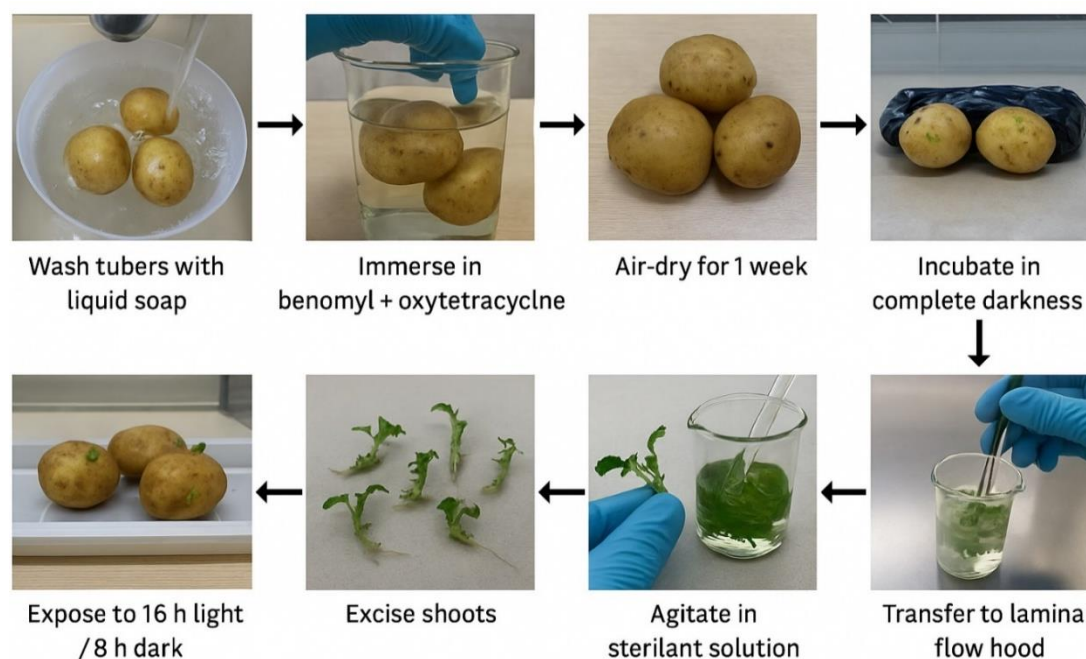 Wash tubers with
liquid soap
Immerse in
benomyl + oxytetracyclne
Air-dry for 1 week
Incubate in
complete darkness
Transfer to lamina
flow hood
Agitate in
sterilant solution
Excise shoots
Expose to 16 h light
/ 8 h dark